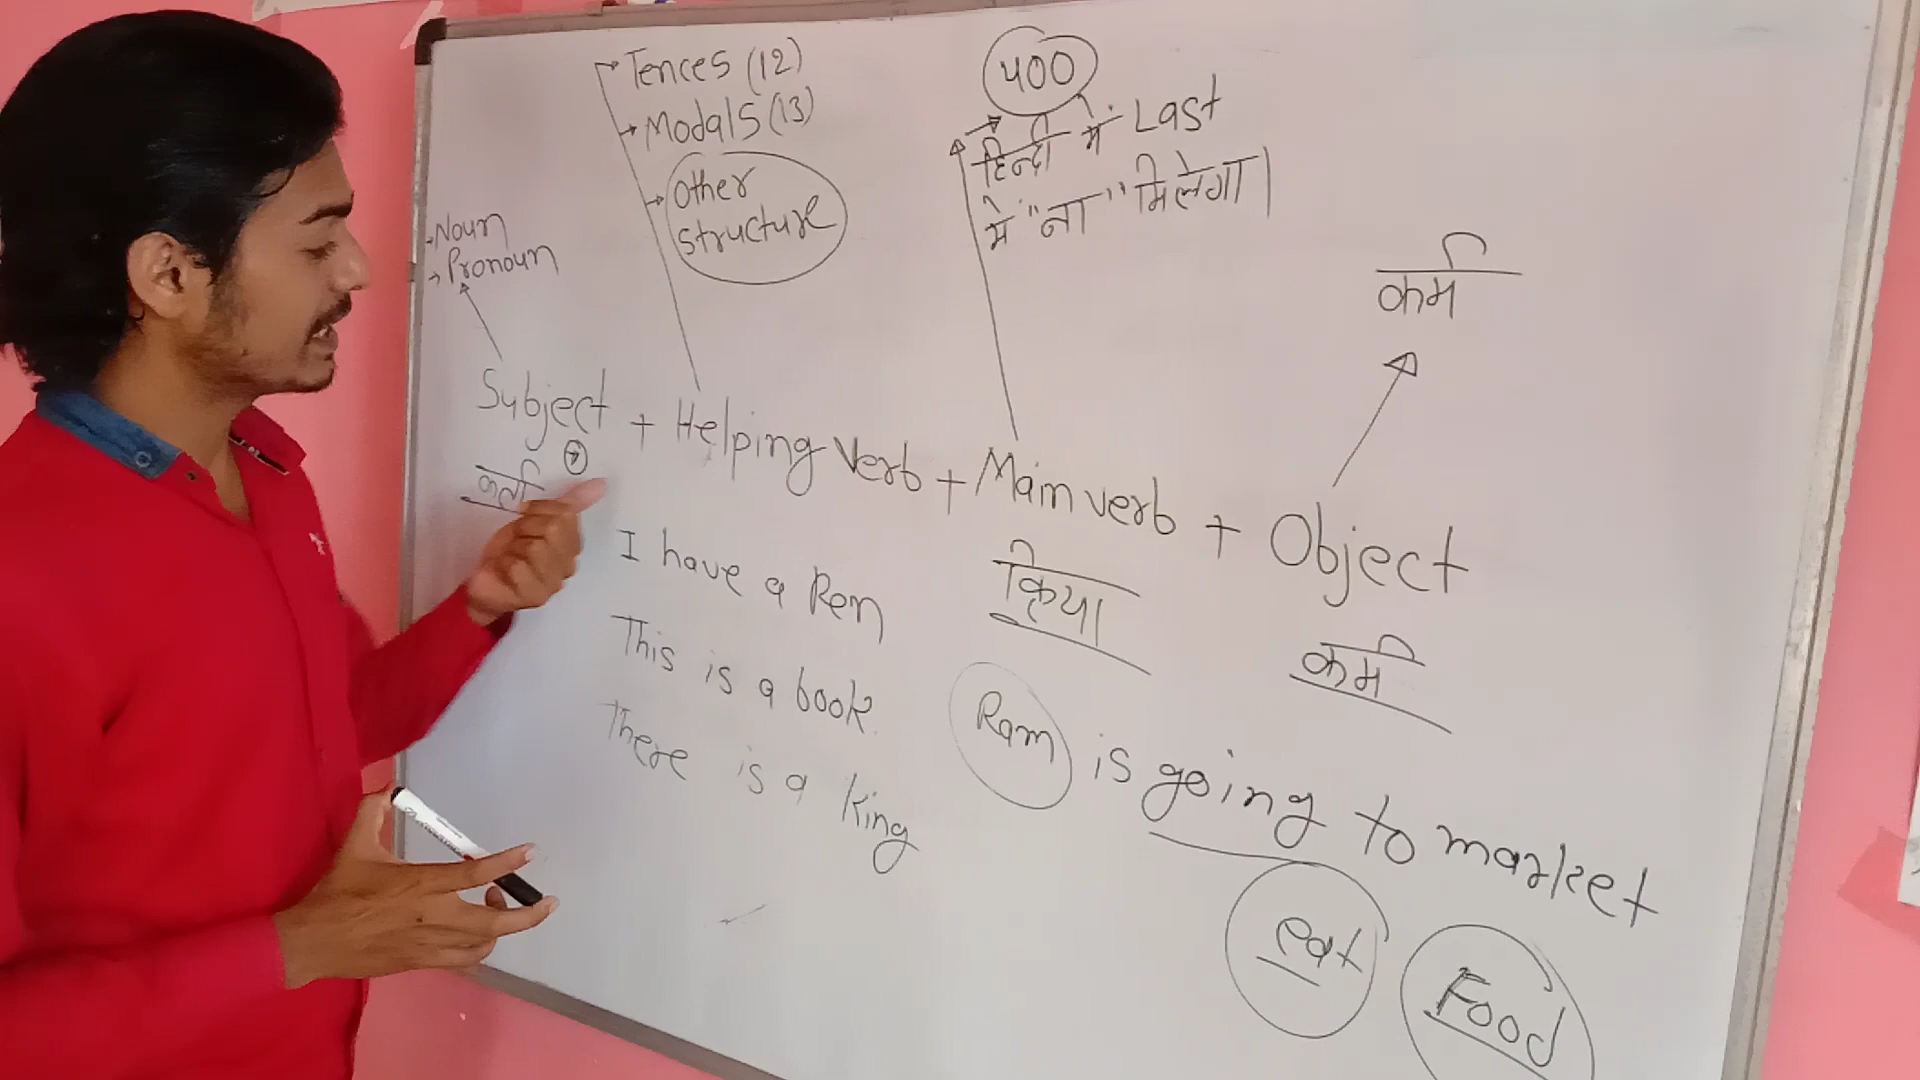 Tences (12)
Modals (13)
Other
structure
400
हिन्दी में Last
में "ना" मिलेगा।
Noun
Pronoun
कर्म
Subject + Helping Verb + Main verb + Object
कर्ता
क्रिया
कर्म
I have a Pen
This is a book.
There is a king
Ram is going to market
eat
Food